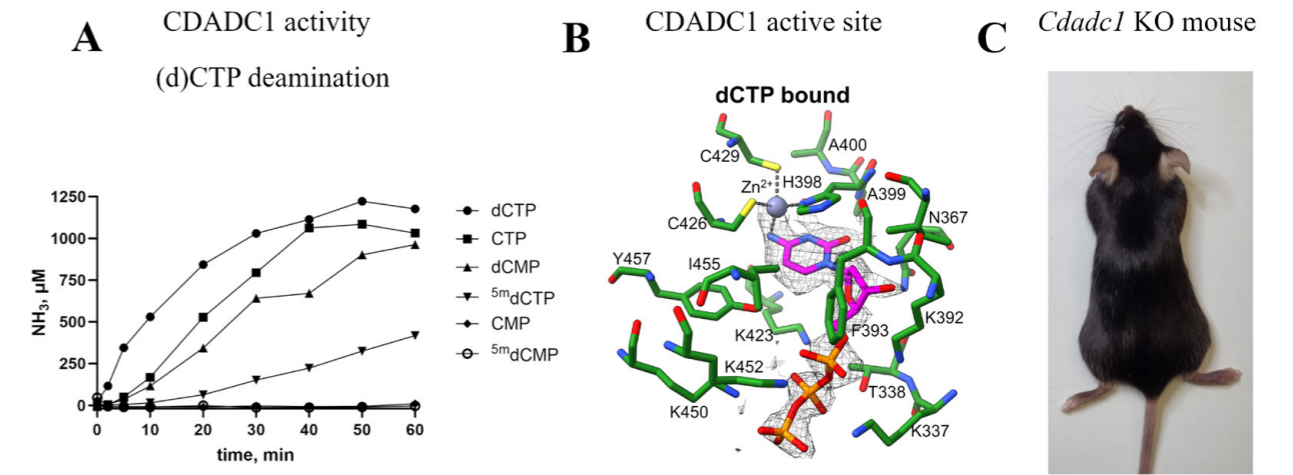 A
CDADC1 activity
(d)CTP deamination
NH₃, µM
1250
1000
750
500
250
0
0
10
20
30
40
50
60
time, min
dCTP
CTP
dCMP
⁵ᵐdCTP
CMP
⁵ᵐdCMP
B
CDADC1 active site
dCTP bound
C429
A400
Zn²⁺
H398
A399
C426
N367
Y457
I455
K392
K423
F393
K452
T338
K450
K337
C
Cdadc1 KO mouse